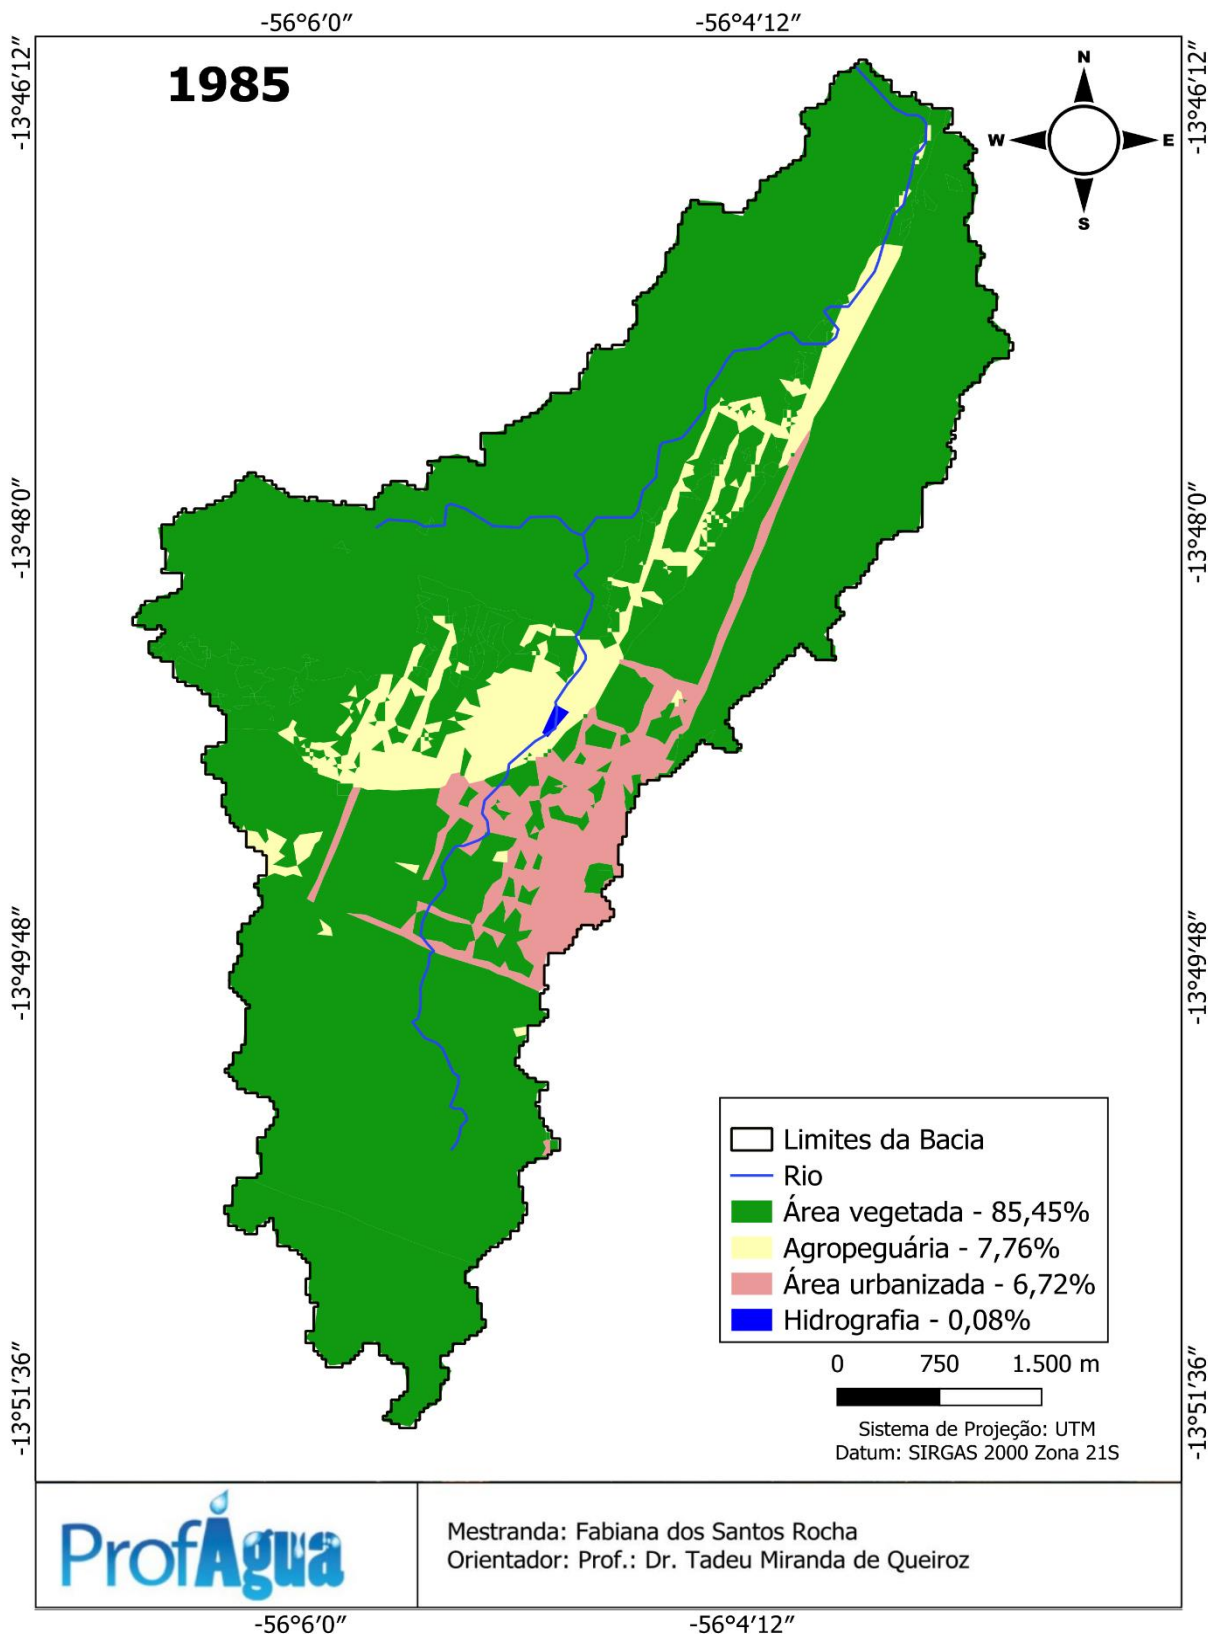 -56°6′0″ -56°4′12″
1985
N
W E
S
-13°46′12″ -13°46′12″
-13°48′0″ -13°48′0″
-13°49′48″ -13°49′48″
-13°51′36″ -13°51′36″
Limites da Bacia
Rio
Área vegetada - 85,45%
Agropeguária - 7,76%
Área urbanizada - 6,72%
Hidrografia - 0,08%
0 750 1.500 m
Sistema de Projeção: UTM
Datum: SIRGAS 2000 Zona 21S
ProfÁgua
Mestranda: Fabiana dos Santos Rocha
Orientador: Prof.: Dr. Tadeu Miranda de Queiroz
-56°6′0″ -56°4′12″